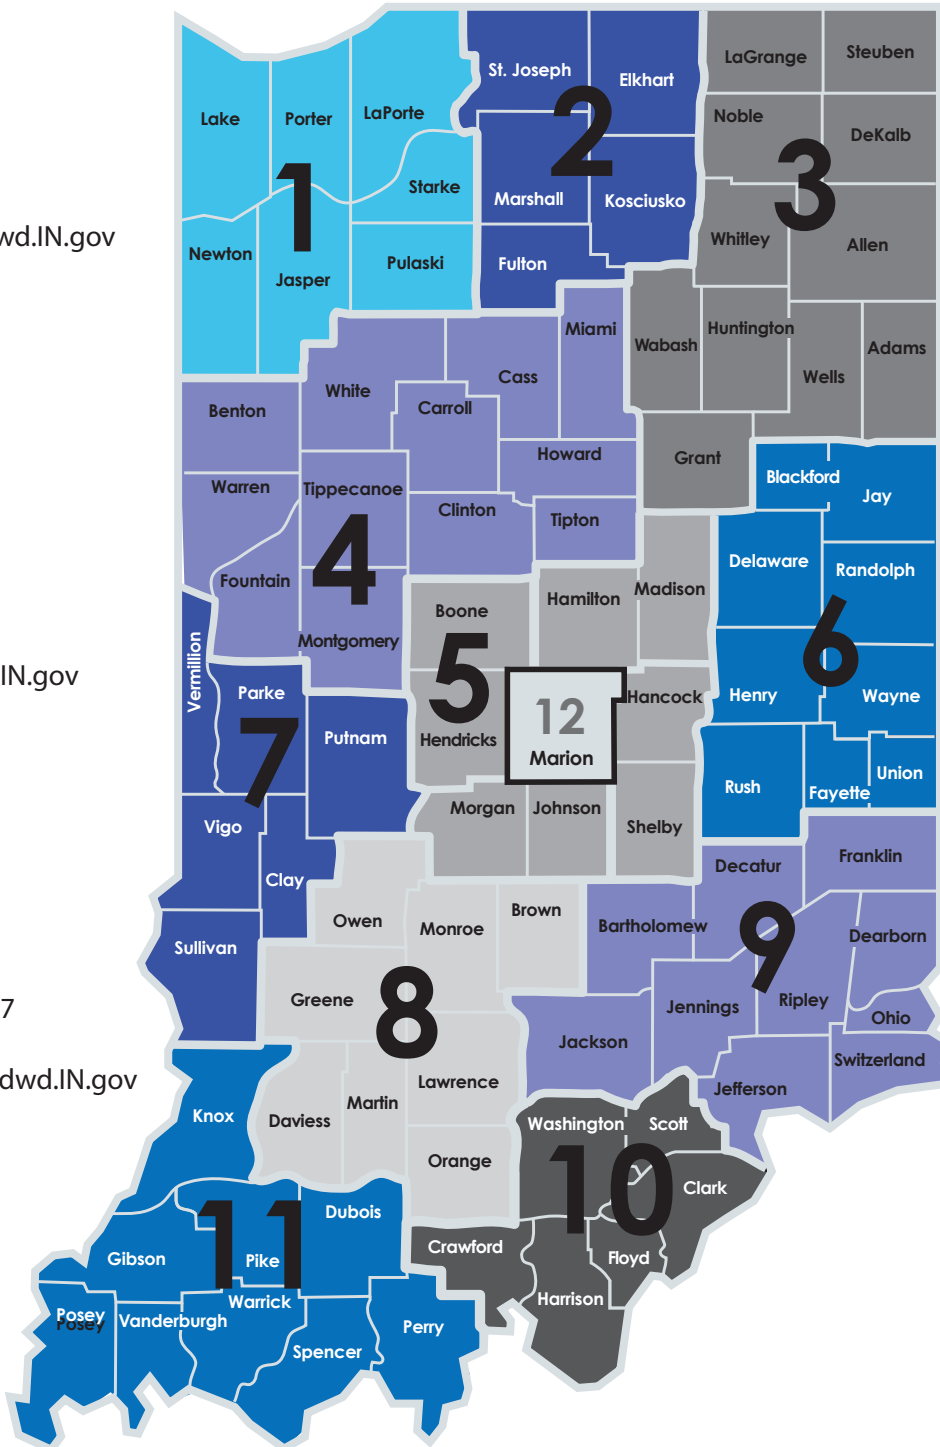 LaGrange
Steuben
St. Joseph
Elkhart
Lake
Porter
LaPorte
Noble
DeKalb
2
3
1
Starke
Marshall
Kosciusko
wd.IN.gov
Newton
Jasper
Pulaski
Fulton
Whitley
Allen
Miami
Wabash
Huntington
Adams
White
Cass
Wells
Benton
Carroll
Howard
Grant
Blackford
Jay
Warren
Tippecanoe
Clinton
Tipton
4
Delaware
Randolph
Fountain
Boone
Hamilton
Madison
6
Montgomery
5
IN.gov
Vermillion
Parke
Hancock
Henry
Wayne
7
Putnam
Hendricks
12
Marion
Rush
Fayette
Union
Vigo
Morgan
Johnson
Shelby
Clay
Decatur
Franklin
Owen
Monroe
Brown
Bartholomew
9
Dearborn
Sullivan
Greene
8
Jennings
Ripley
Ohio
7
Jackson
Switzerland
dwd.IN.gov
Lawrence
Jefferson
Knox
Daviess
Martin
Washington
Scott
Orange
10
Clark
11
Dubois
Gibson
Pike
Crawford
Floyd
Harrison
Posey
Posey
Vanderburgh
Warrick
Spencer
Perry